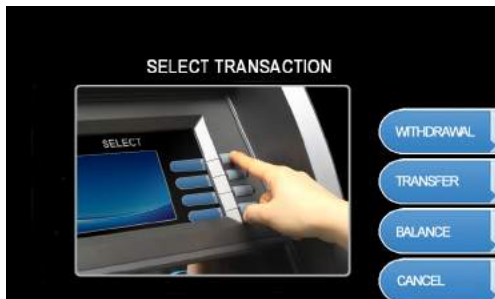 SELECT TRANSACTION
SELECT
WITHDRAWAL
TRANSFER
BALANCE
CANCEL